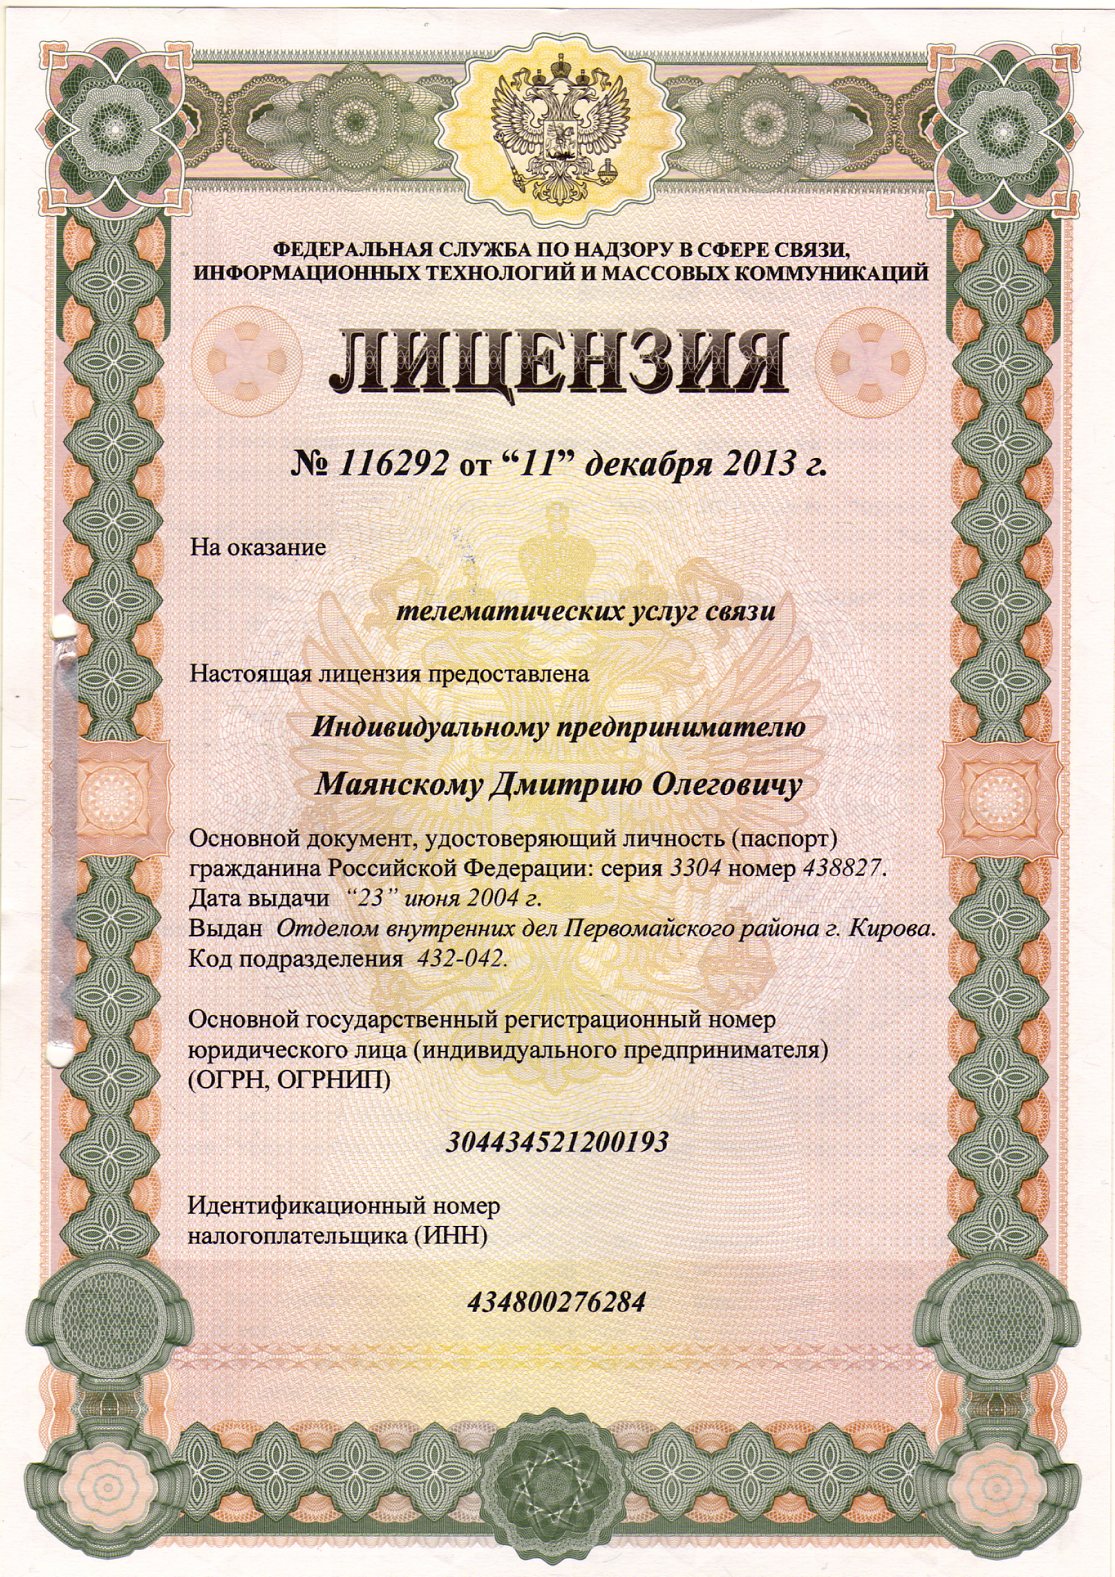 ФЕДЕРАЛЬНАЯ СЛУЖБА ПО НАДЗОРУ В СФЕРЕ СВЯЗИ,
ИНФОРМАЦИОННЫХ ТЕХНОЛОГИЙ И МАССОВЫХ КОММУНИКАЦИЙ
ЛИЦЕНЗИЯ
№ 116292 от “11” декабря 2013 г.
На оказание
телематических услуг связи
Настоящая лицензия предоставлена
Индивидуальному предпринимателю
Маянскому Дмитрию Олеговичу
Основной документ, удостоверяющий личность (паспорт)
гражданина Российской Федерации: серия 3304 номер 438827.
Дата выдачи “23” июня 2004 г.
Выдан Отделом внутренних дел Первомайского района г. Кирова.
Код подразделения 432-042.
Основной государственный регистрационный номер
юридического лица (индивидуального предпринимателя)
(ОГРН, ОГРНИП)
304434521200193
Идентификационный номер
налогоплательщика (ИНН)
434800276284